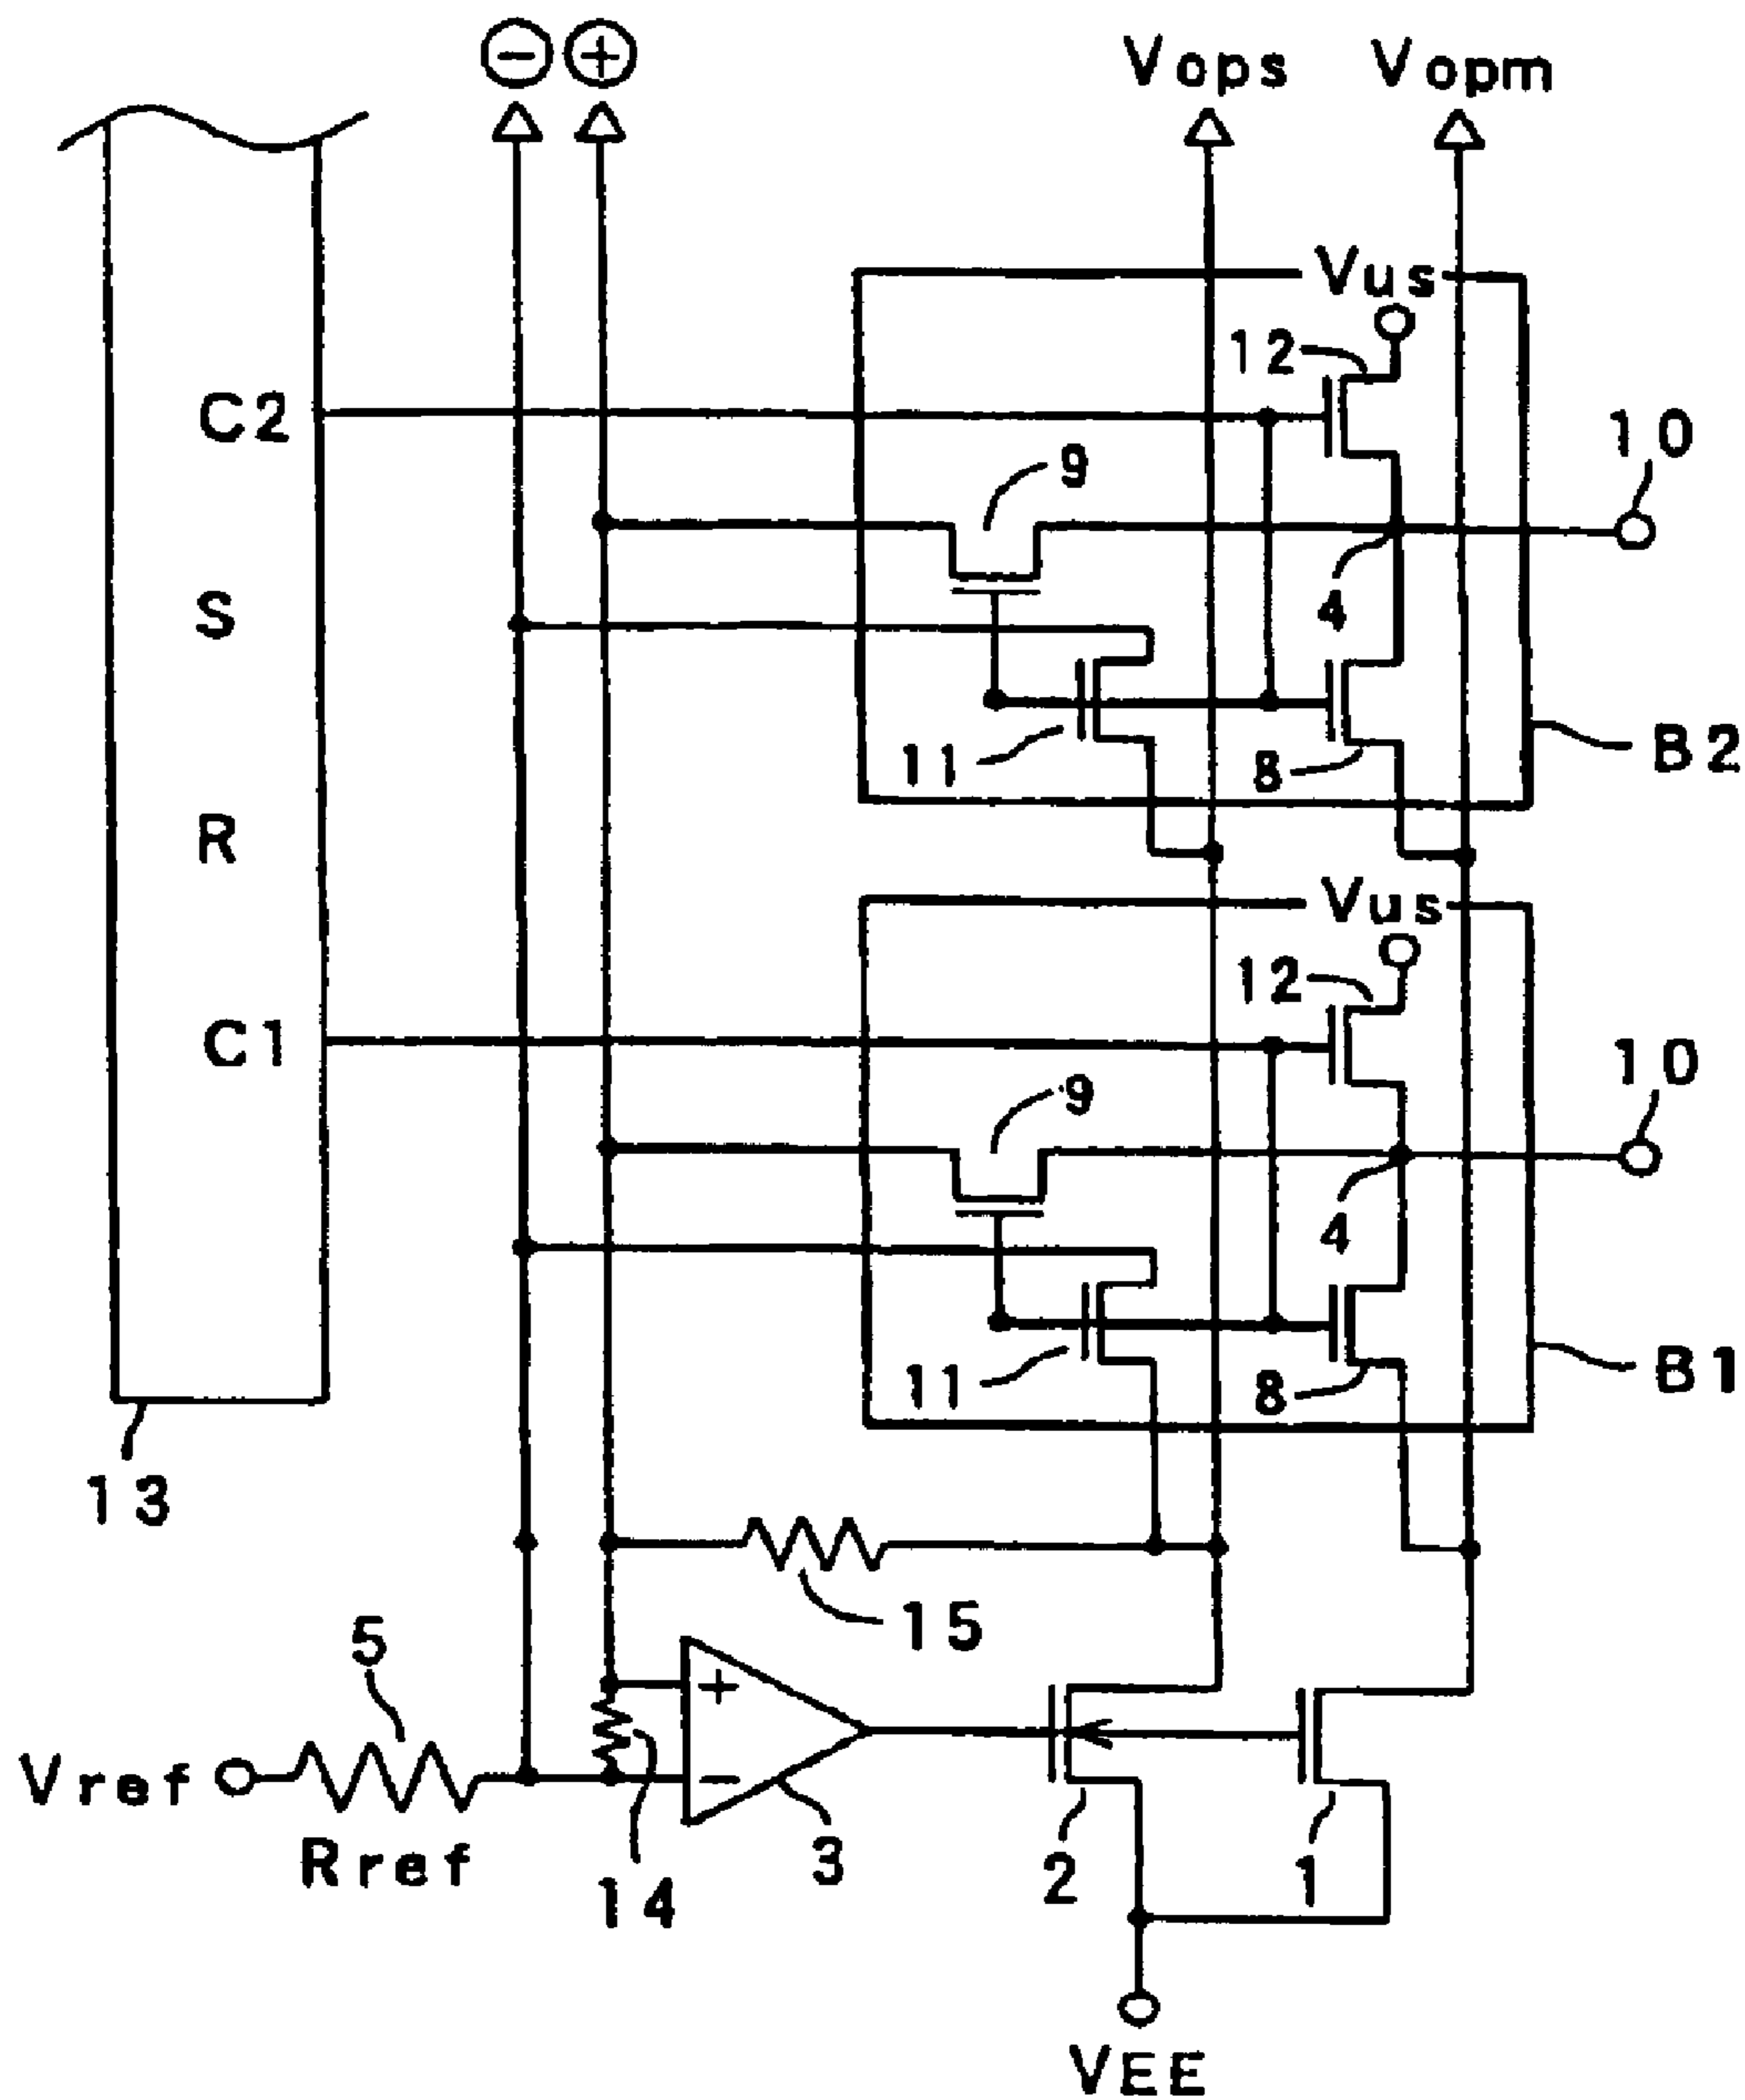 ⊖ ⊕ Vops Vopm
Vus
12
C2
10
9
4
S
11 8 B2
R
Vus
12
C1
10
9
4
11 8 B1
13
15
5
+
Vref
−
Rref
14 3 2 1
VEE